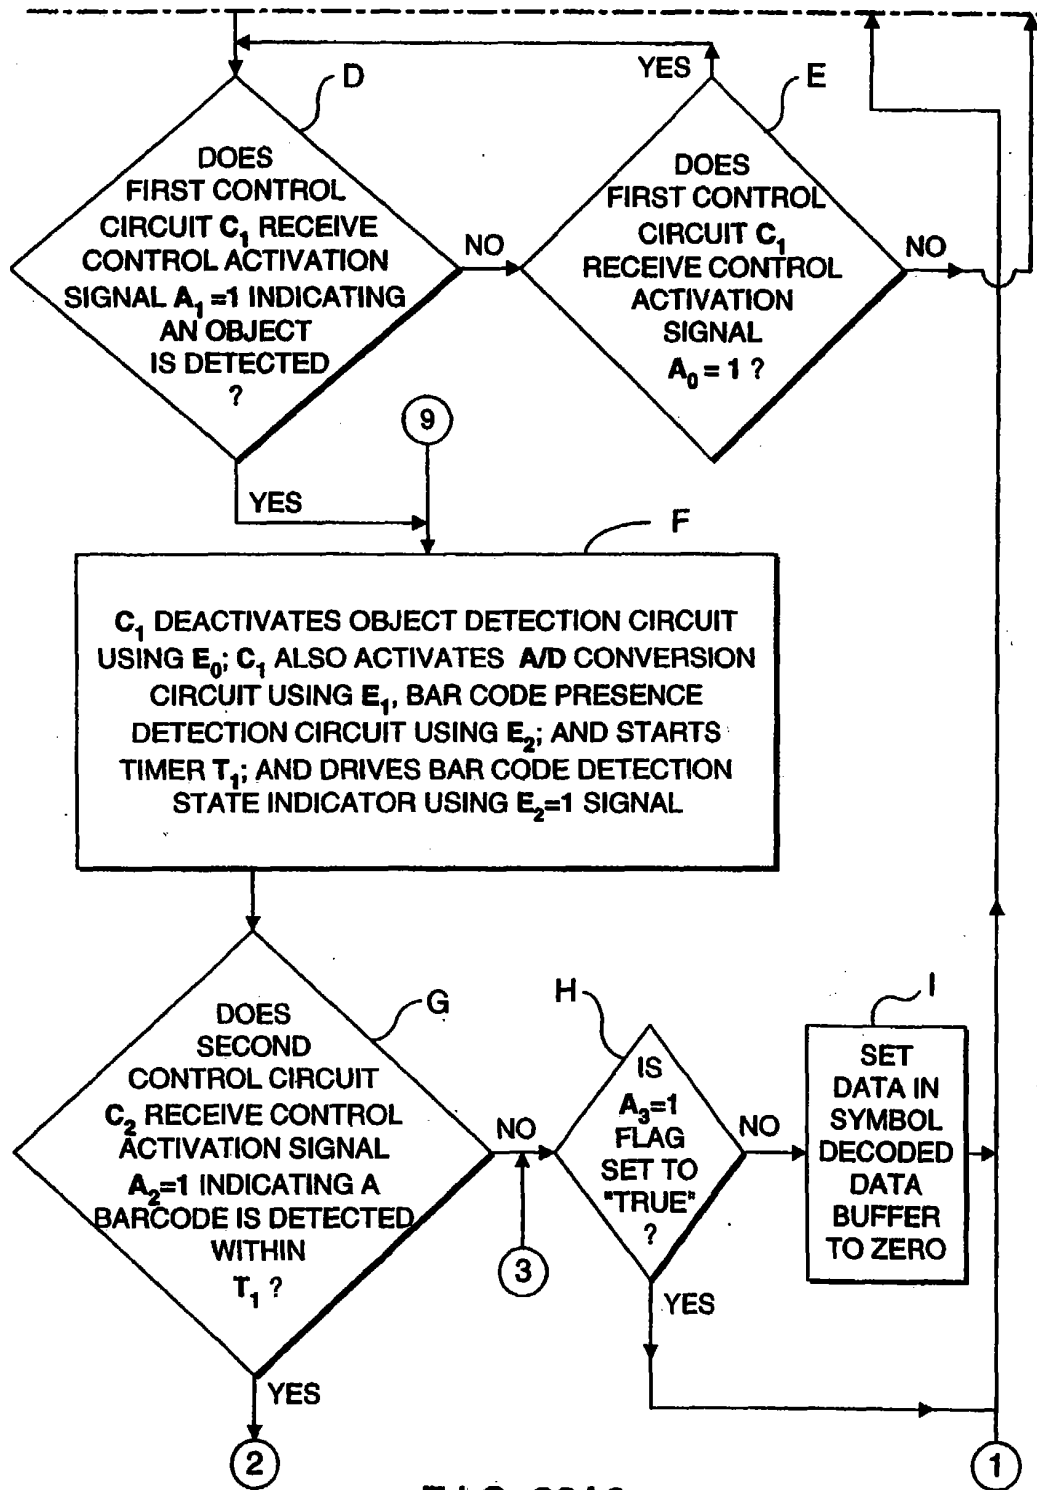 YES
D
E
DOES
FIRST CONTROL
CIRCUIT C₁ RECEIVE
CONTROL ACTIVATION
SIGNAL A₁ =1 INDICATING
AN OBJECT
IS DETECTED
?
NO
DOES
FIRST CONTROL
CIRCUIT C₁
RECEIVE CONTROL
ACTIVATION
SIGNAL
A₀ = 1 ?
NO
9
YES
F
C₁ DEACTIVATES OBJECT DETECTION CIRCUIT
USING E₀; C₁ ALSO ACTIVATES A/D CONVERSION
CIRCUIT USING E₁, BAR CODE PRESENCE
DETECTION CIRCUIT USING E₂; AND STARTS
TIMER T₁; AND DRIVES BAR CODE DETECTION
STATE INDICATOR USING E₂=1 SIGNAL
G
H
I
DOES
SECOND
CONTROL CIRCUIT
C₂ RECEIVE CONTROL
ACTIVATION SIGNAL
A₂=1 INDICATING A
BARCODE IS DETECTED
WITHIN
T₁ ?
NO
3
IS
A₃=1
FLAG
SET TO
"TRUE"
?
NO
SET
DATA IN
SYMBOL
DECODED
DATA
BUFFER
TO ZERO
YES
YES
2
1